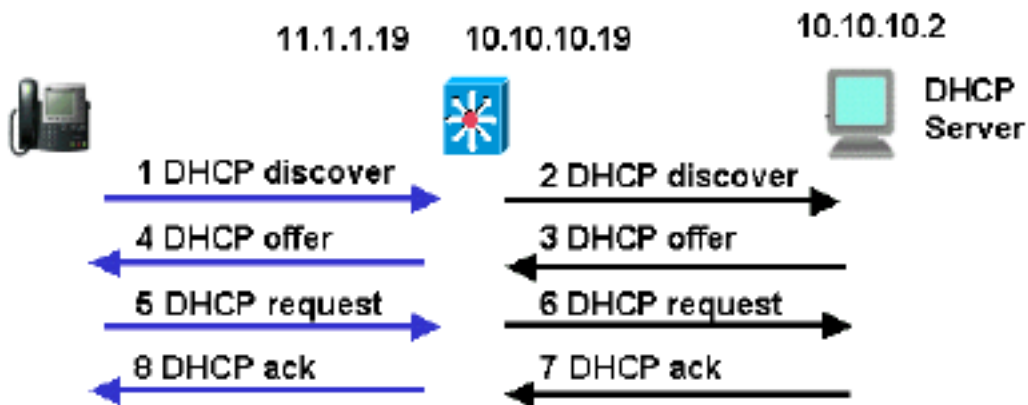 11.1.1.19 10.10.10.19 10.10.10.2
DHCP
Server
1 DHCP discover 2 DHCP discover
4 DHCP offer 3 DHCP offer
5 DHCP request 6 DHCP request
8 DHCP ack 7 DHCP ack